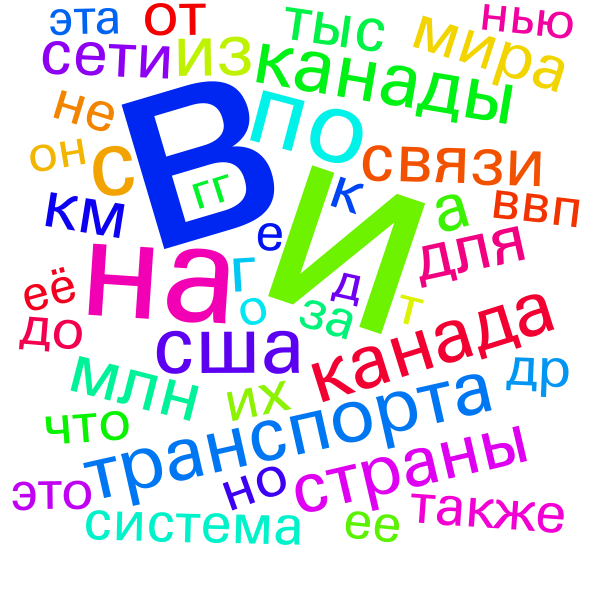 эта
от
тыс
нью
сети
из
канады
мира
не
в
по
он
с
связи
гг
к
а
ввп
км
е
и
для
на
г
д
её
о
за
т
до
сша
канада
млн
их
др
что
транспорта
это
но
страны
также
система
ее